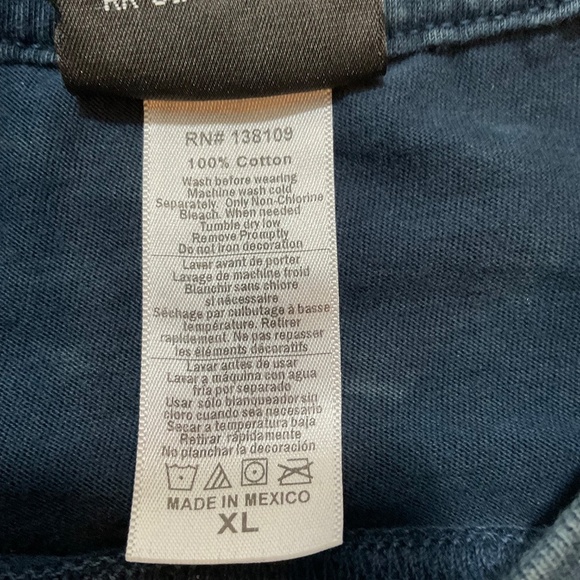 RN# 138109
100% Cotton
Wash before wearing
Machine wash cold
Separately. Only Non-Chlorine
Bleach. When needed
Tumble dry low
Remove Promptly
Do not iron decoration
Laver avant de porter
Lavage de machine froid
Blanchir sans chiore
si nécessaire
Séchage par culbutage à basse
température. Retirer
rapidement. Ne pas repasser
les éléments décoratifs
Lavar antes de usar
Lavar a máquina con agua
fria por separado
Usar sólo blanqueador sin
cloro cuando sea necesario
Secar a temperatura baja
Retirar rápidamente
No planchar la decoración
MADE IN MEXICO
XL